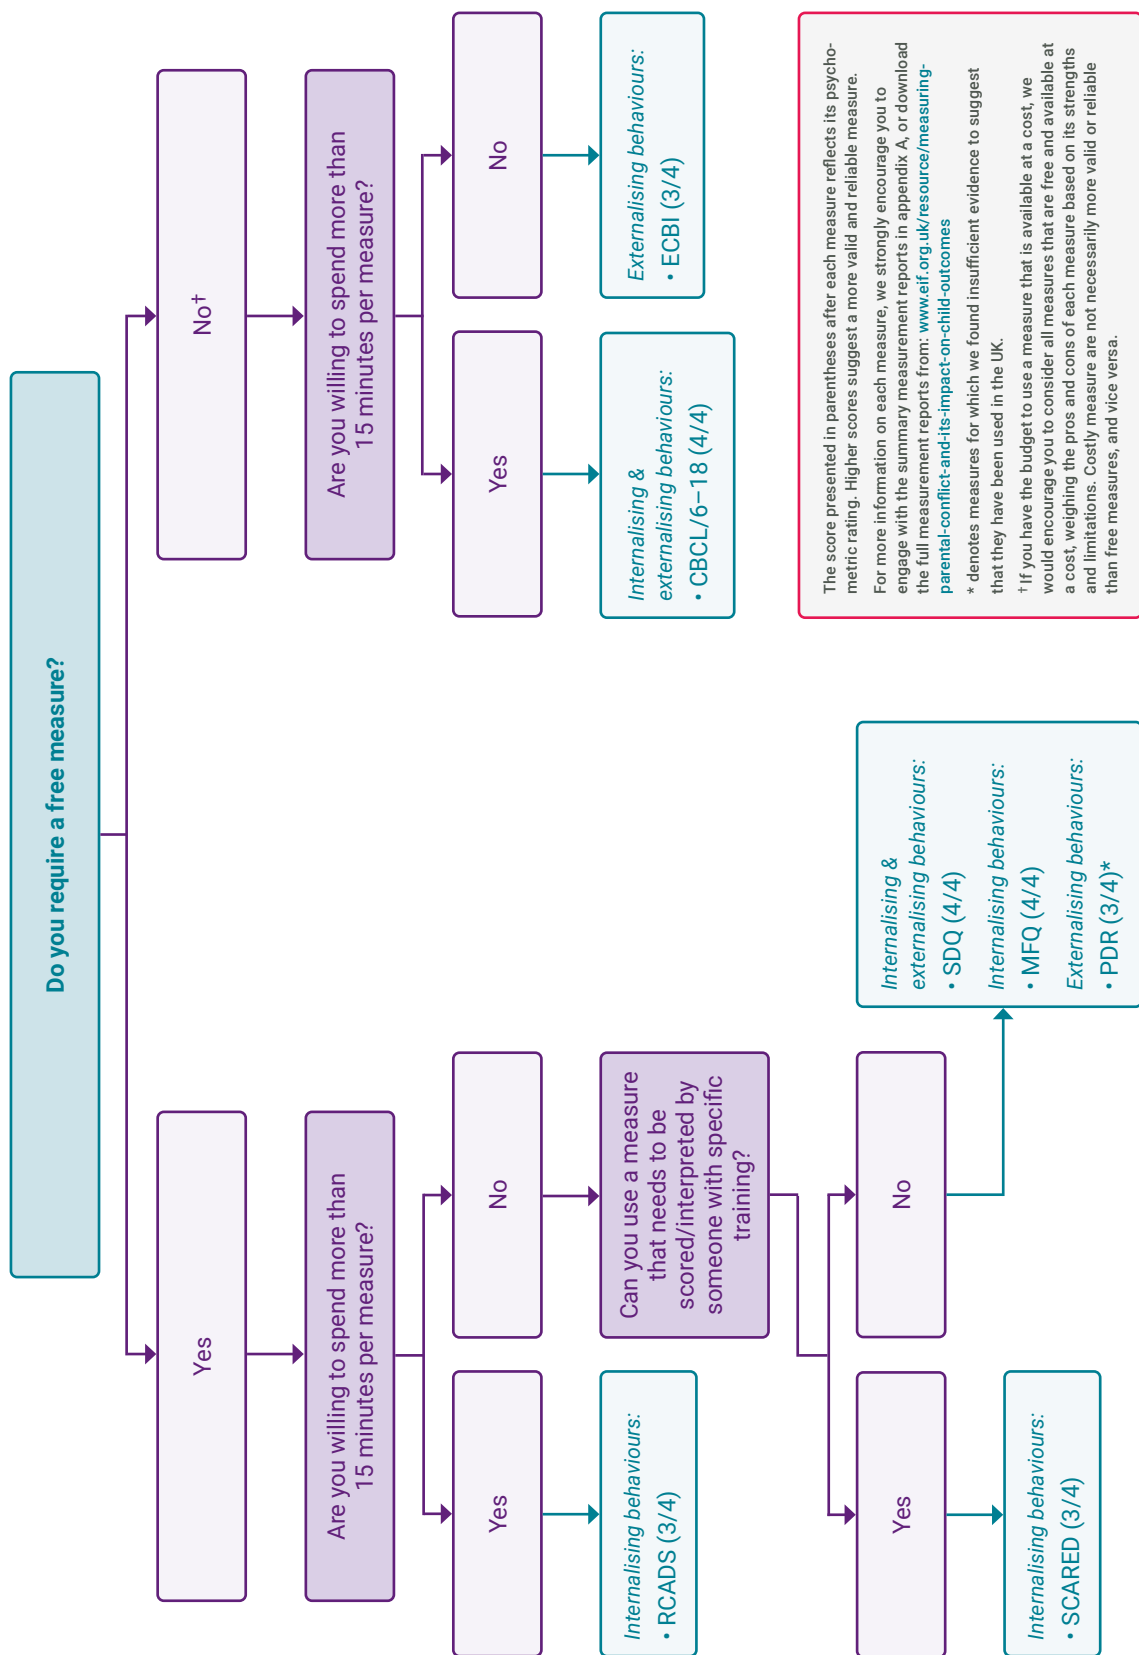 Do you require a free measure?
Yes
No†
Are you willing to spend more than
15 minutes per measure?
Are you willing to spend more than
15 minutes per measure?
Yes
No
Yes
No
Internalising behaviours:
• RCADS (3/4)
Can you use a measure
that needs to be
scored/interpreted by
someone with specific
training?
Internalising &
externalising behaviours:
• CBCL/6–18 (4/4)
Externalising behaviours:
• ECBI (3/4)
Yes
No
Internalising behaviours:
• SCARED (3/4)
Internalising &
externalising behaviours:
• SDQ (4/4)
Internalising behaviours:
• MFQ (4/4)
Externalising behaviours:
• PDR (3/4)*
The score presented in parentheses after each measure reflects its psycho-
metric rating. Higher scores suggest a more valid and reliable measure.
For more information on each measure, we strongly encourage you to
engage with the summary measurement reports in appendix A, or download
the full measurement reports from: www.eif.org.uk/resource/measuring-
parental-conflict-and-its-impact-on-child-outcomes
* denotes measures for which we found insufficient evidence to suggest
that they have been used in the UK.
† If you have the budget to use a measure that is available at a cost, we
would encourage you to consider all measures that are free and available at
a cost, weighing the pros and cons of each measure based on its strengths
and limitations. Costly measure are not necessarily more valid or reliable
than free measures, and vice versa.